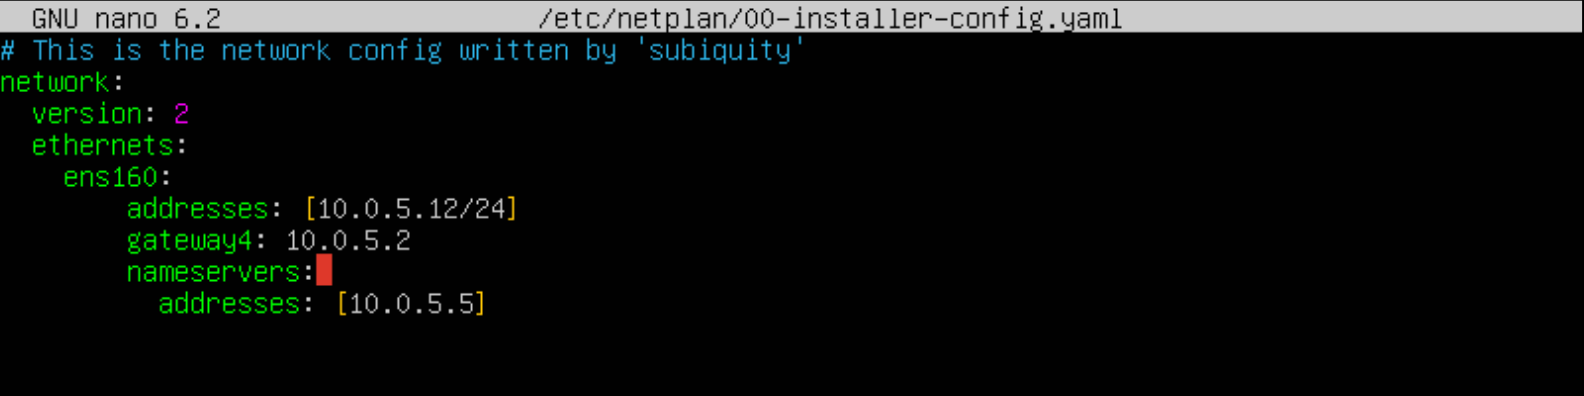 GNU nano 6.2 /etc/netplan/00-installer-config.yaml
# This is the network config written by 'subiquity'
network:
  version: 2
  ethernets:
    ens160:
        addresses: [10.0.5.12/24]
        gateway4: 10.0.5.2
        nameservers:
          addresses: [10.0.5.5]